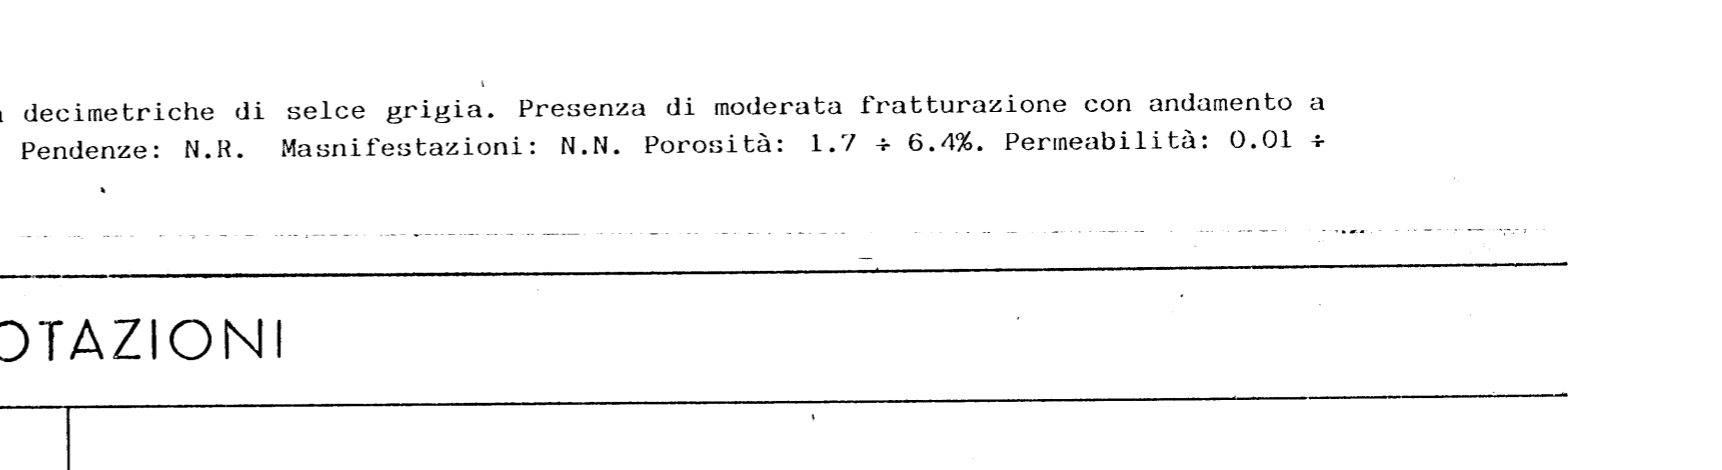 decimetriche di selce grigia. Presenza di moderata fratturazione con andamento a
Pendenze: N.R. Masnifestazioni: N.N. Porosità: 1.7 ÷ 6.4%. Permeabilità: 0.01 ÷
OTAZIONI